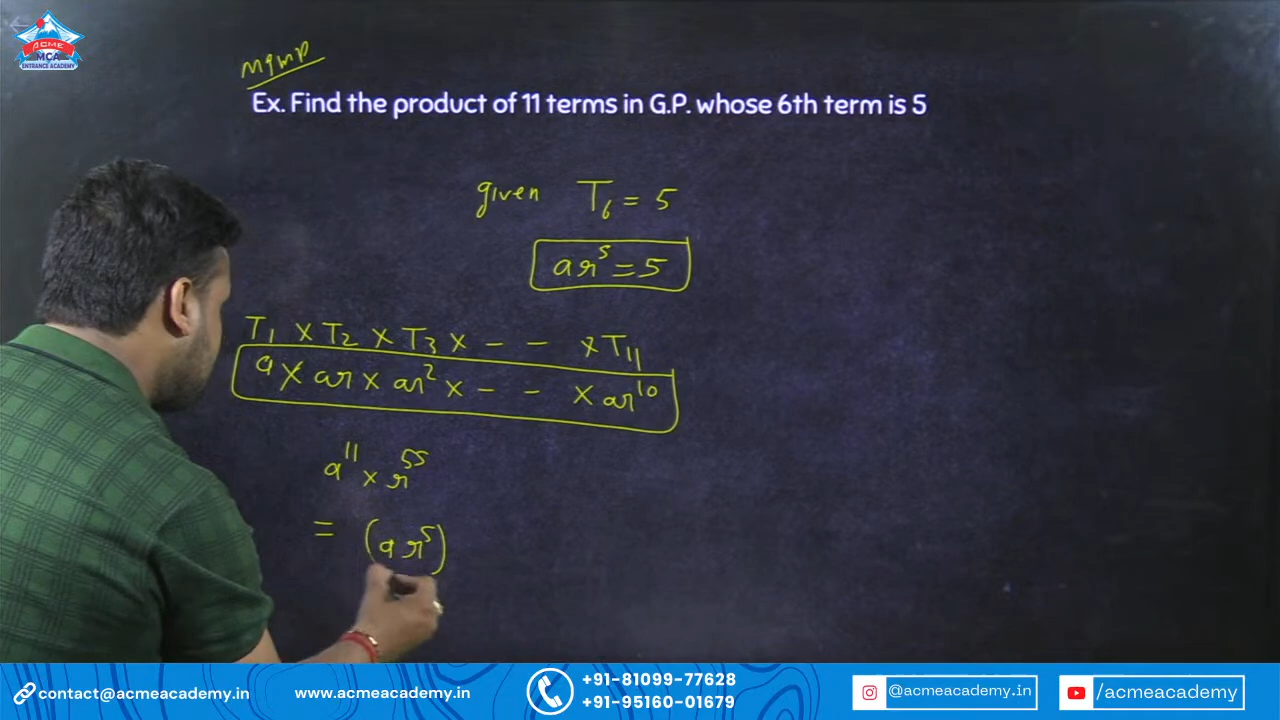 ACME
MCA
ENTRANCE ACADEMY
Mq MP
Ex. Find the product of 11 terms in G.P. whose 6th term is 5
given T₆ = 5
ar⁵ = 5
T₁ × T₂ × T₃ × - - × T₁₁
a × ar × ar² × - - × ar¹⁰
a¹¹ × r⁵⁵
= (ar⁵)
contact@acmeacademy.in
www.acmeacademy.in
+91-81099-77628
+91-95160-01679
@acmeacademy.in
/acmeacademy